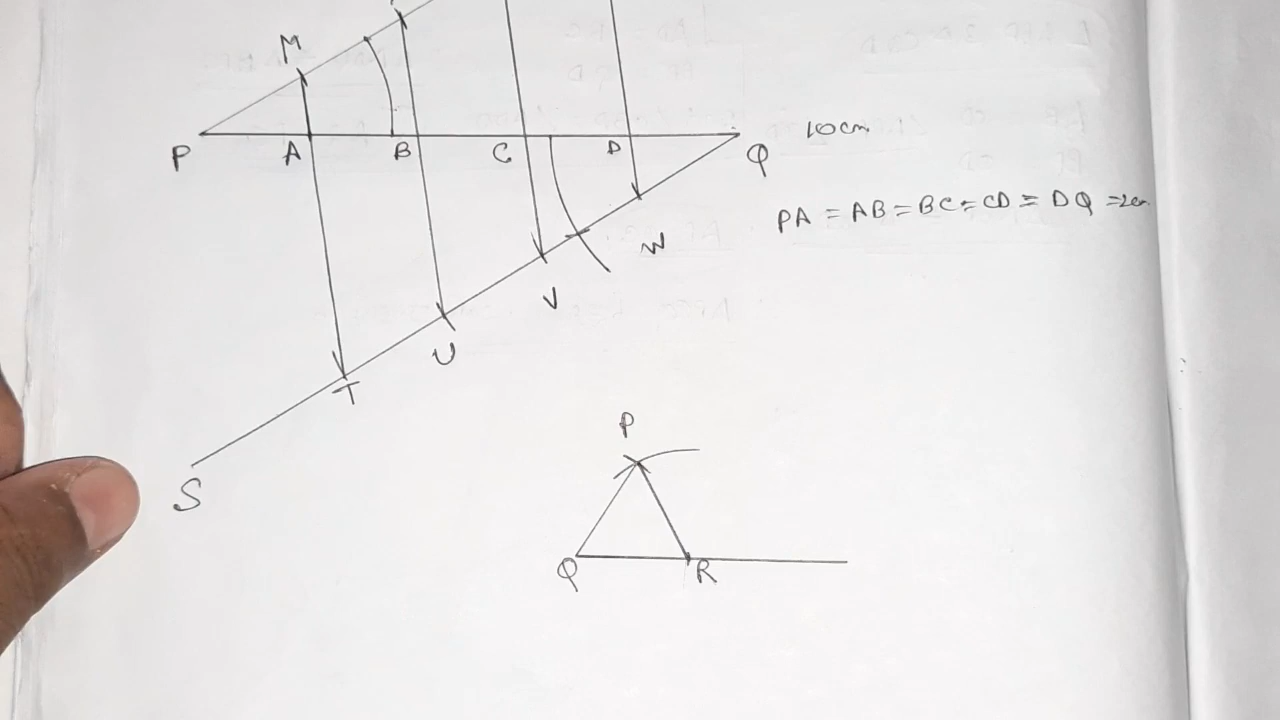 M
P A B C D Q 10cm
PA = AB = BC = CD = DQ = 2cm
W
V
U
T
S
P
Q R